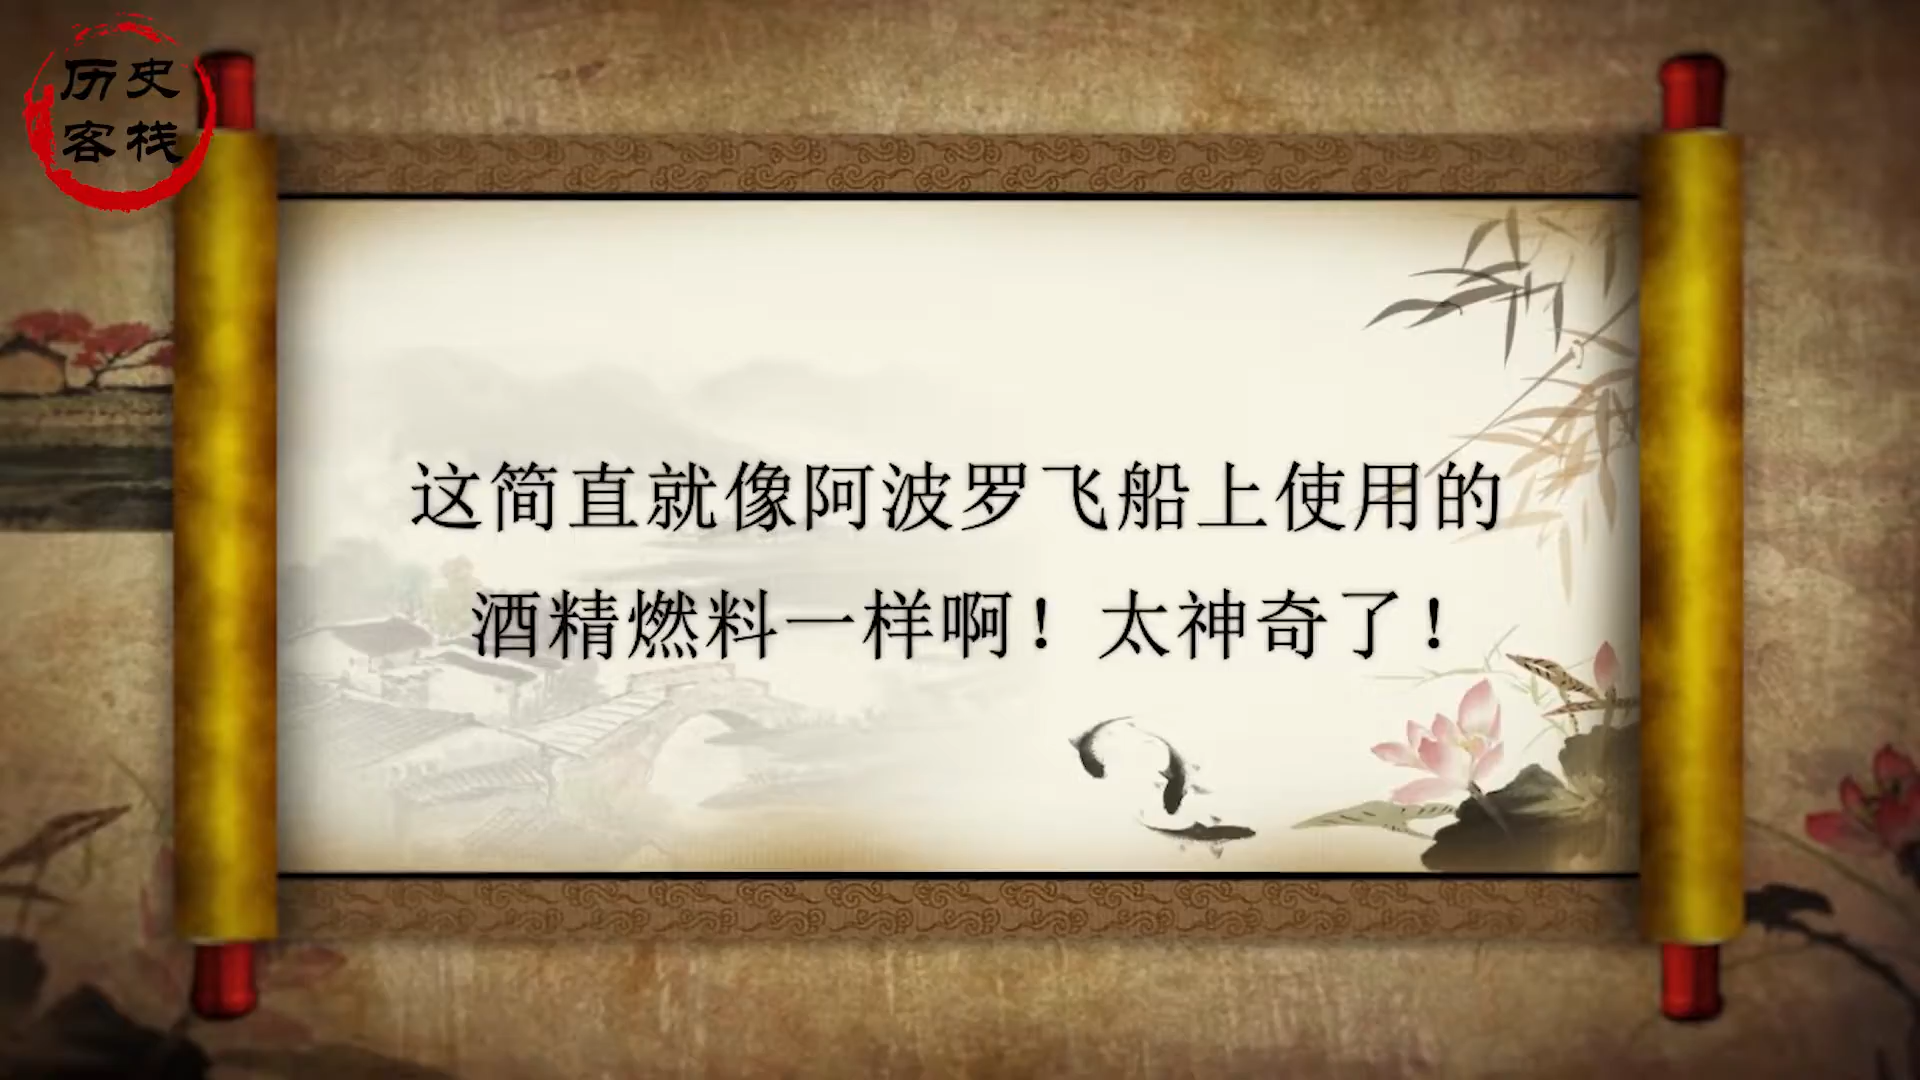 历史
客栈
这简直就像阿波罗飞船上使用的
酒精燃料一样啊！太神奇了！